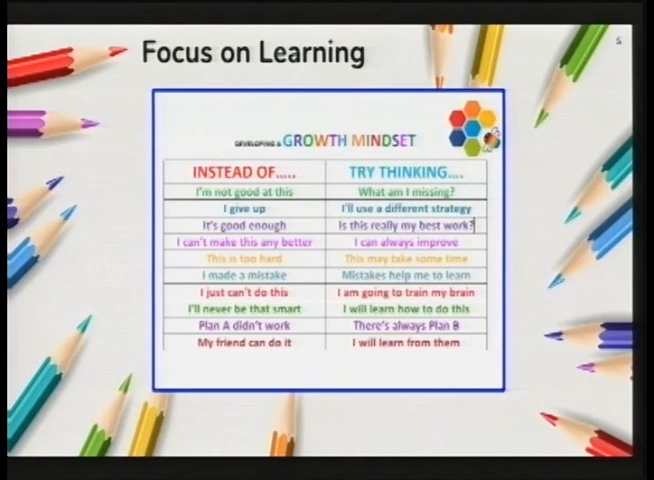 Focus on Learning
5
DEVELOPING A GROWTH MINDSET
INSTEAD OF..... TRY THINKING....
I'm not good at this What am I missing?
I give up I'll use a different strategy
It's good enough Is this really my best work?
I can't make this any better I can always improve
This is too hard This may take some time
I made a mistake Mistakes help me to learn
I just can't do this I am going to train my brain
I'll never be that smart I will learn how to do this
Plan A didn't work There's always Plan B
My friend can do it I will learn from them